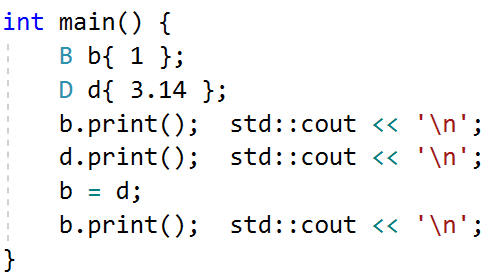 int main() {
    B b{ 1 };
    D d{ 3.14 };
    b.print();  std::cout << '\n';
    d.print();  std::cout << '\n';
    b = d;
    b.print();  std::cout << '\n';
}